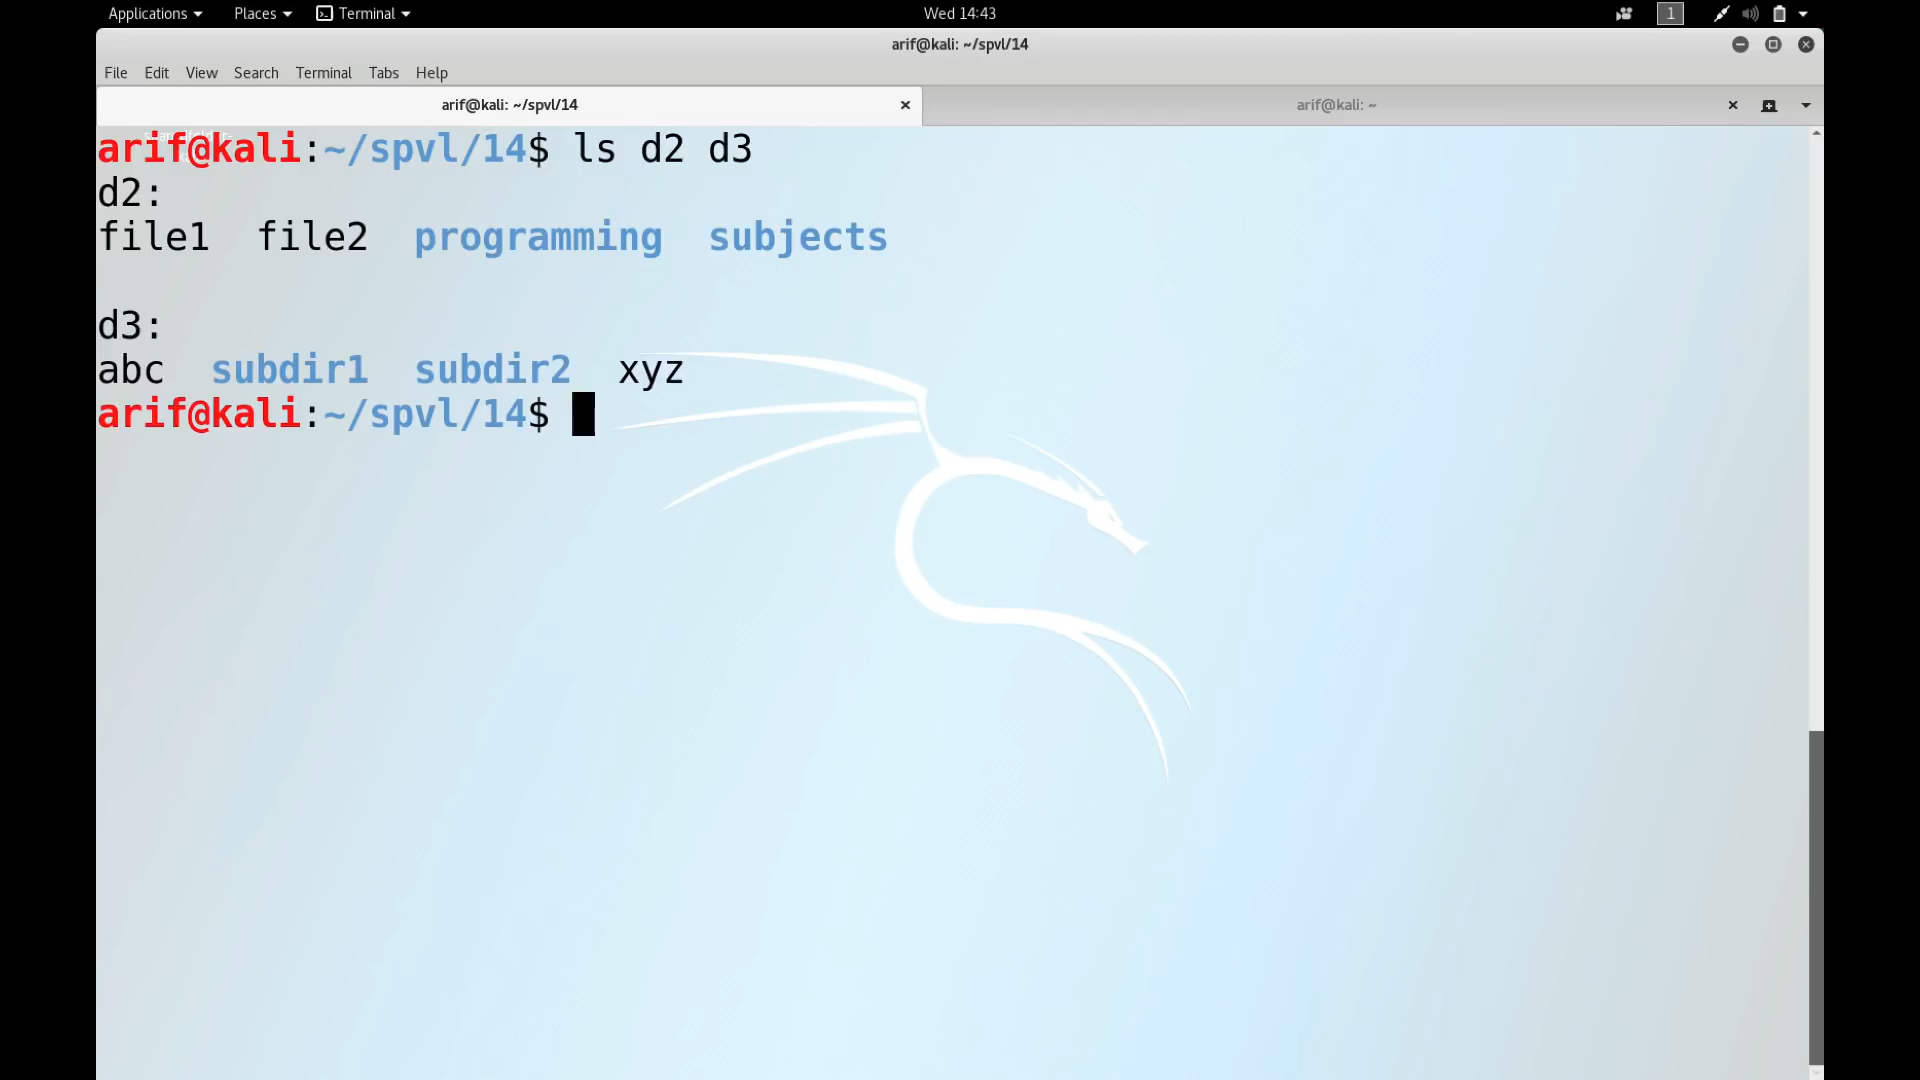 Applications Places Terminal Wed 14:43 1
arif@kali: ~/spvl/14
File Edit View Search Terminal Tabs Help
arif@kali: ~/spvl/14 arif@kali: ~
arif@kali:~/spvl/14$ ls d2 d3
d2:
file1  file2  programming  subjects

d3:
abc  subdir1  subdir2  xyz
arif@kali:~/spvl/14$